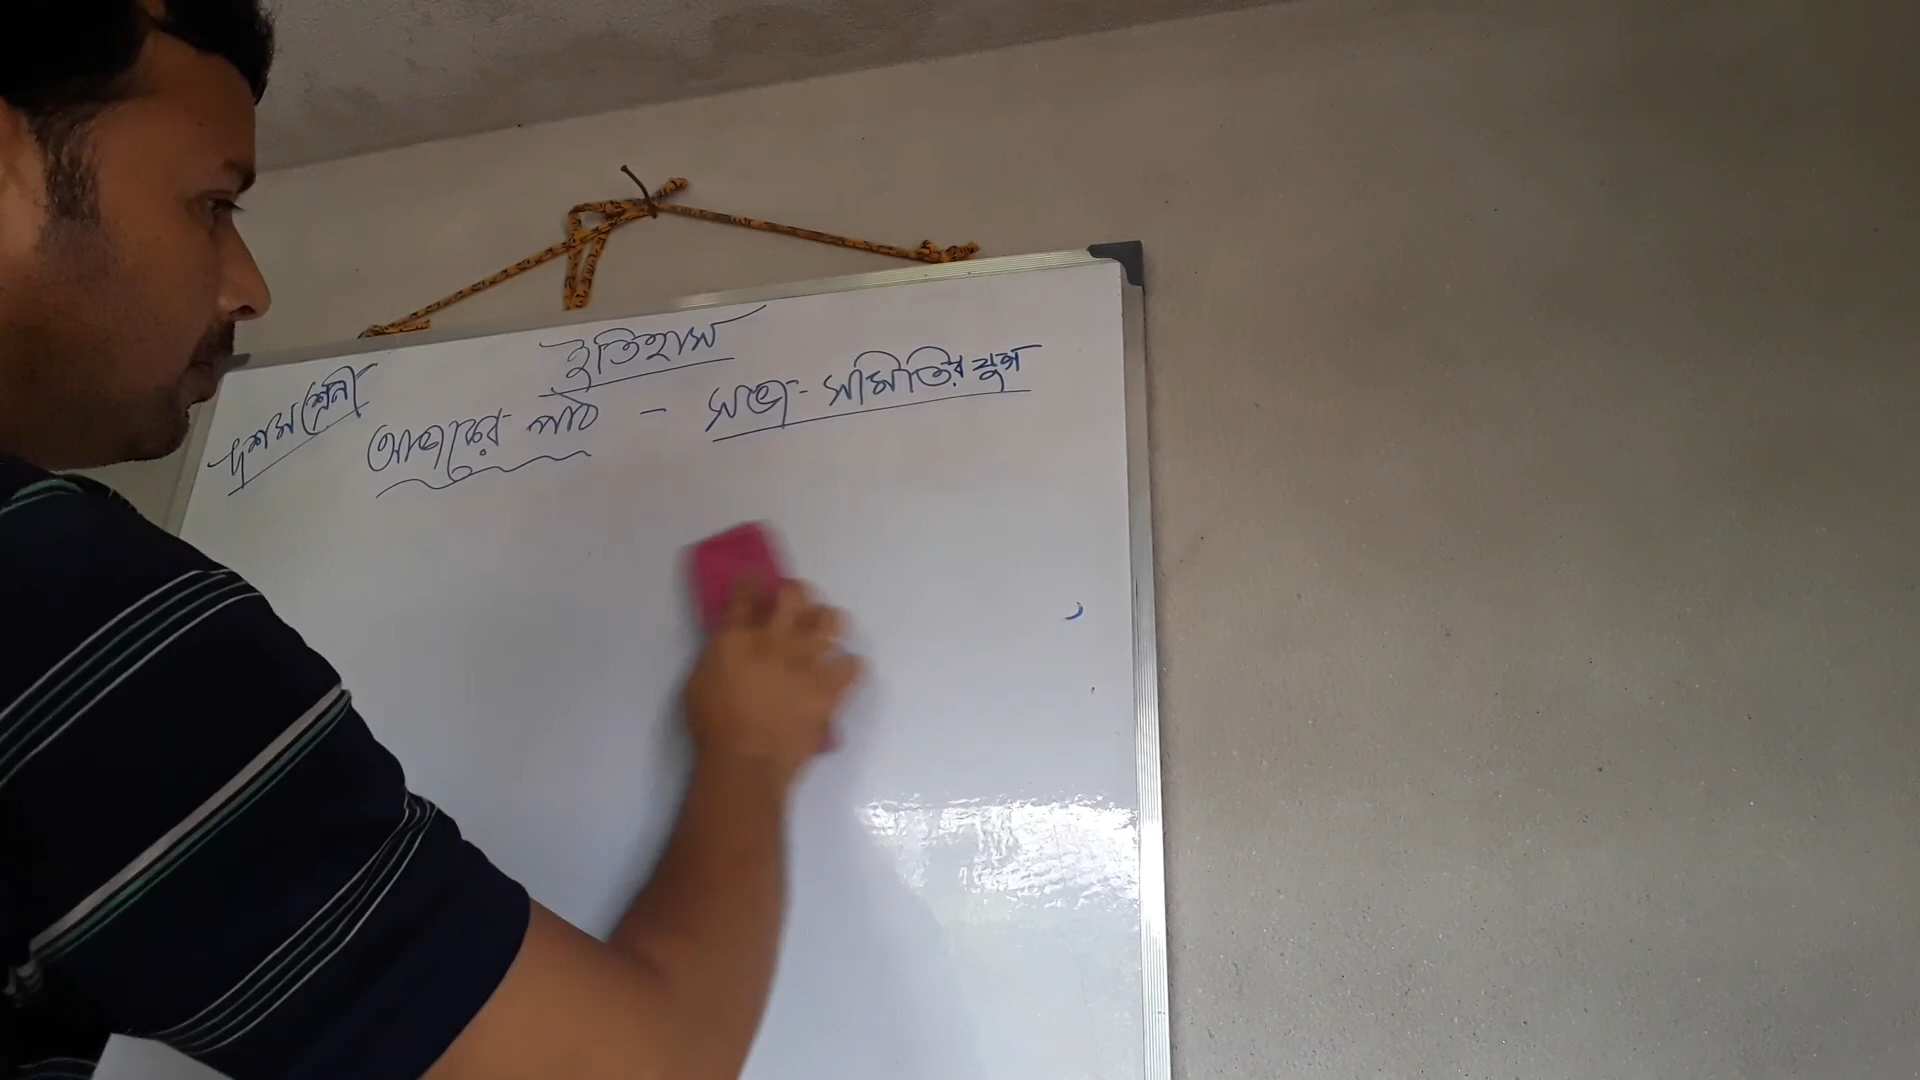 ইতিহাস
দশম শ্রেনী
আজকের পাঠ - সভা-সমিতির যুগ